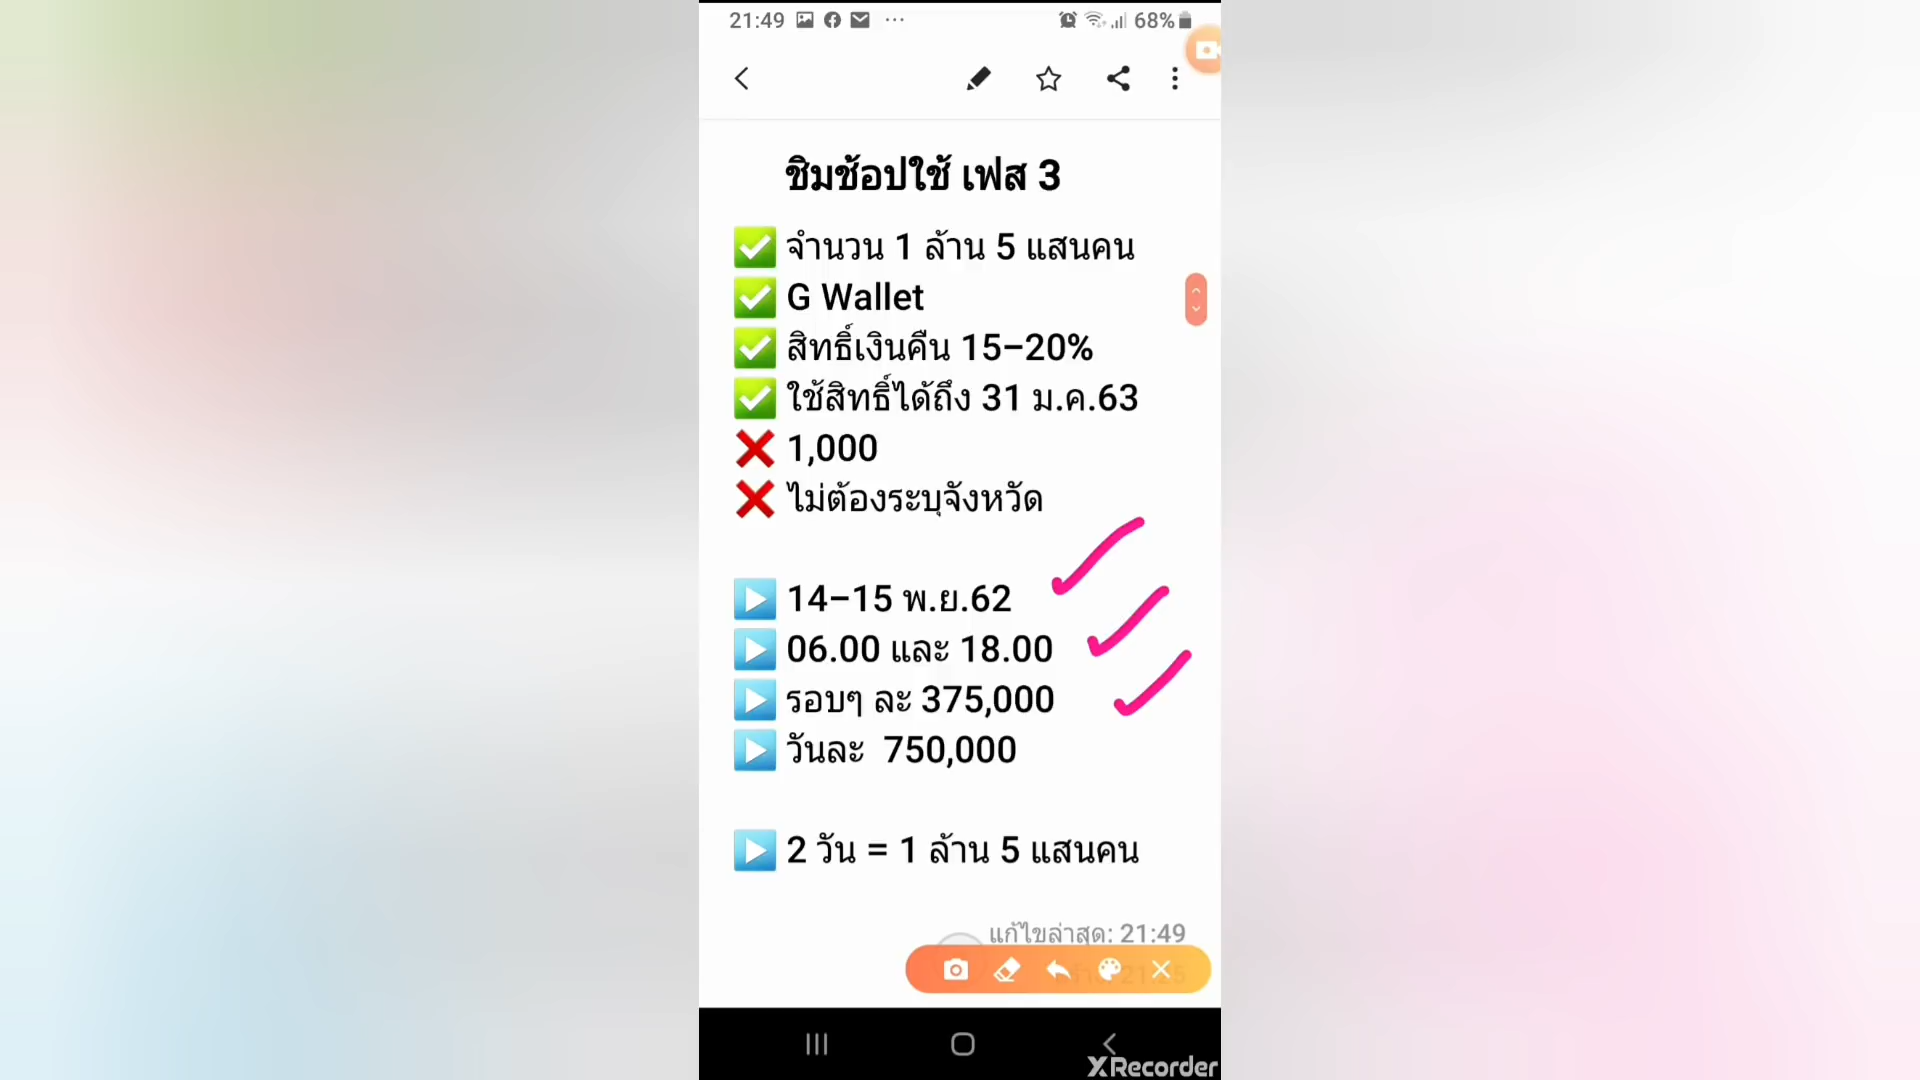 21:49
68%
ชิมช้อปใช้ เฟส 3
จำนวน 1 ล้าน 5 แสนคน
G Wallet
สิทธิ์เงินคืน 15–20%
ใช้สิทธิ์ได้ถึง 31 ม.ค.63
1,000
ไม่ต้องระบุจังหวัด
14–15 พ.ย.62
06.00 และ 18.00
รอบๆ ละ 375,000
วันละ 750,000
2 วัน = 1 ล้าน 5 แสนคน
แก้ไขล่าสุด: 21:49
XRecorder